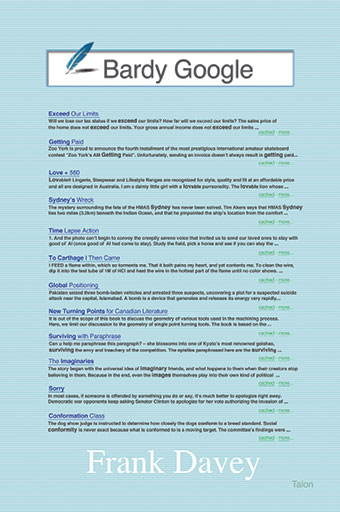 Bardy Google
Exceed Our Limits
Will we lose our tax status if we exceed our limits? How far will we exceed our limits? The sales price of
the home does not exceed our limits. Your gross annual income does not exceed our limits ...
cached - more...
Getting Paid
Zoo York is proud to announce the fourth installment of the most prestigious international amateur skateboard
contest "Zoo York's AM Getting Paid". Unfortunately, sending an invoice does not always result in getting paid...
cached - more...
Love + $60
Loveable® Lingerie, Sleepwear and Lifestyle Ranges are recognized for style, quality and fit at an affordable price
and all are designed in Australia. I am a dainty little girl with a lovable personality. The lovable lion whose ...
cached - more...
Sydney's Wreck
The mystery surrounding the fate of the HMAS Sydney has never been solved. Tim Akers says that HMAS Sydney
lies two miles (3.2km) beneath the Indian Ocean, and that he pinpointed the ship's location from the comfort ...
cached - more...
Time Lapse Action
1. And the photo can't begin to convey the creepily serene voice that invited us to send our loved ones to stay with
good ol' Al (once good ol' Al had come to stay). Study the field, pick a horse and see if you can stay the ...
cached - more...
To Carthage I Then Came
I FEED a flame within, which so torments me, That it both pains my heart, and yet contents me. To clean the wire,
dip it into the test tube of 1M of HCl and heat the wire in the hottest part of the flame until no color shows. ...
cached - more...
Global Positioning
Pakistan seized three bomb-laden vehicles and arrested three suspects, uncovering a plot for a suspected suicide
attack near the capital, Islamabad. A bomb is a device that generates and releases its energy very rapidly...
cached - more...
New Turning Points for Canadian Literature
It is out of the scope of this book to discuss the geometry of various tools used in the machining process.
Here, we limit our discussion to the geometry of single point turning tools. The book is based on the ...
cached - more...
Surviving with Paraphrase
Can u help me paraphrase this paragraph? – she blossoms into one of Kyoto's most renowned geishas,
surviving the envy and treachery of the competition. The epistles paraphrased here are the surviving ...
cached - more...
The Imaginaries
The story began with the universal idea of imaginary friends, and what happens to them when their creators stop
believing in them. Because in the end, even the images themselves play into their own kind of political ...
cached - more...
Sorry
In most cases, if someone is offended by something you do or say, it's much better to apologize right away.
Democratic war opponents keep asking Senator Clinton to apologize for her vote authorizing the invasion of ...
cached - more...
Conformation Class
The dog show judge is instructed to determine how closely the dogs conform to a breed standard. Social
conformity is never exact because what is conformed to is a moving target. The committee's findings were ...
cached - more...
Frank Davey
Talon